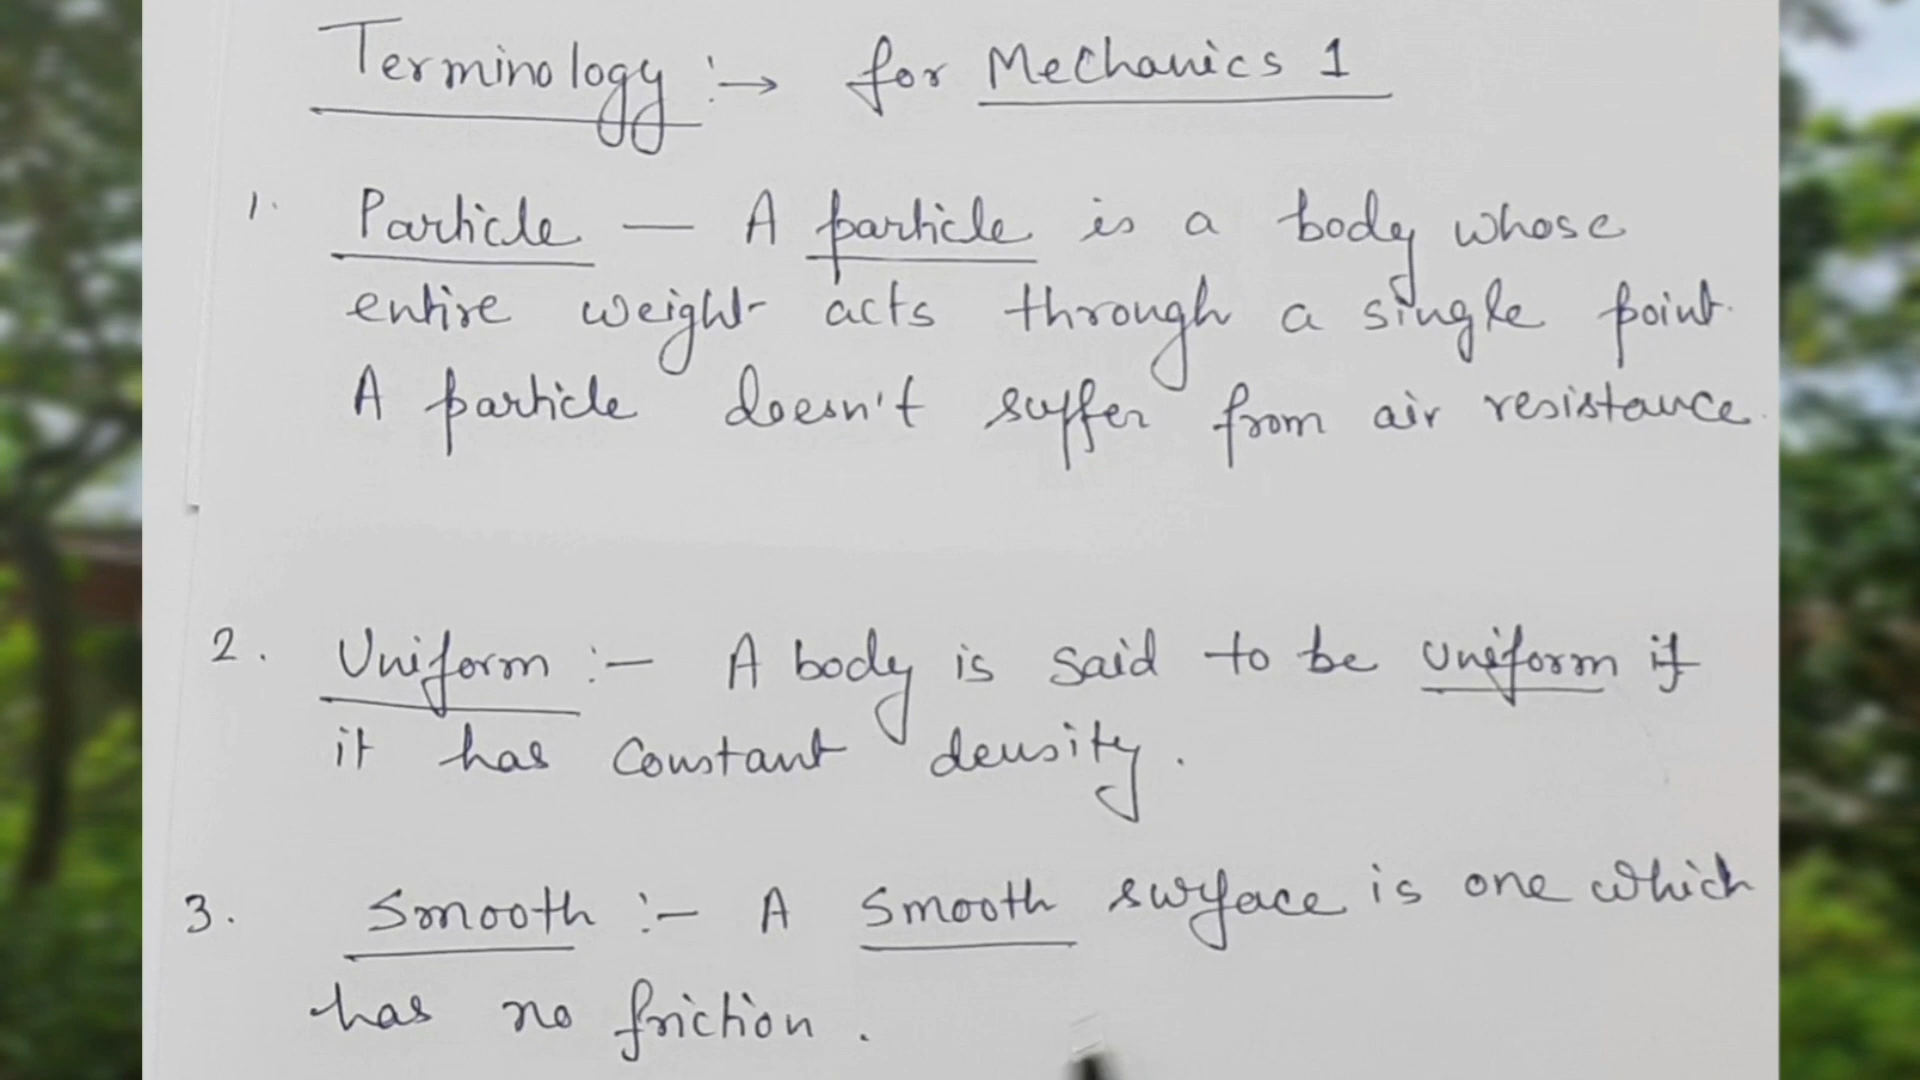 Terminology :→ for Mechanics 1
1. Particle — A particle is a body whose
entire weight acts through a single point.
A particle doesn't suffer from air resistance.
2. Uniform :- A body is said to be uniform if
it has constant density.
3. Smooth :- A smooth surface is one which
has no friction.